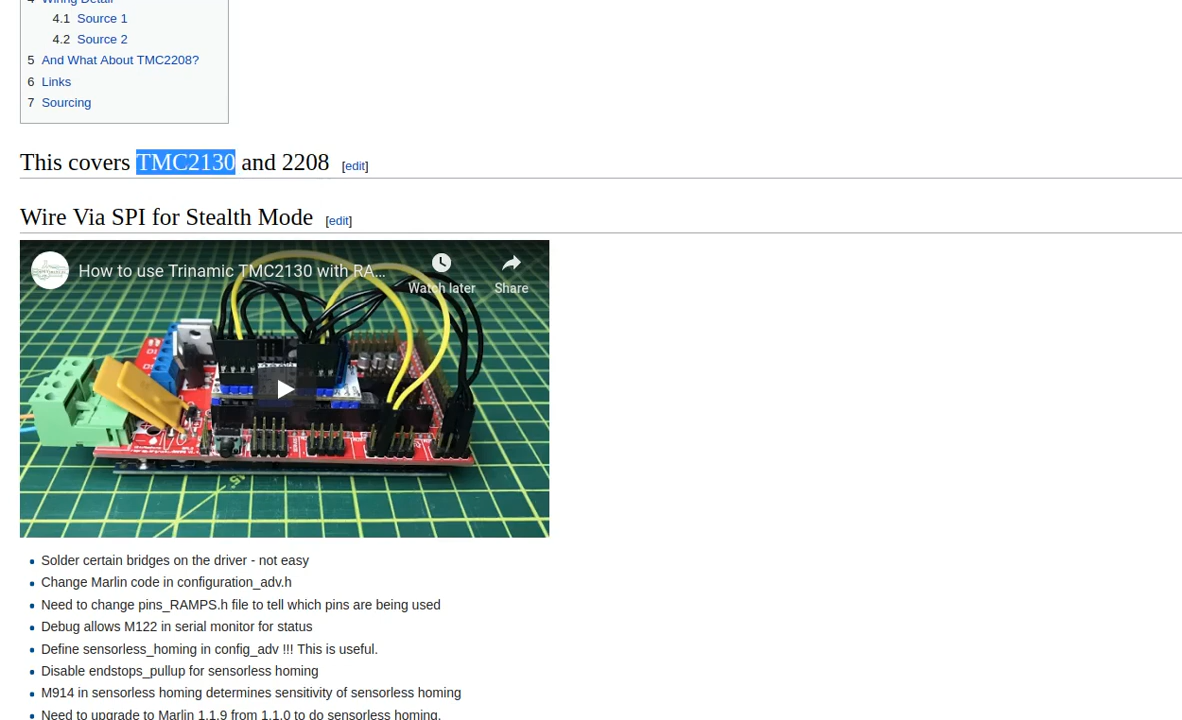 4 Wiring Detail
4.1 Source 1
4.2 Source 2
5 And What About TMC2208?
6 Links
7 Sourcing
This covers TMC2130 and 2208 [edit]
Wire Via SPI for Stealth Mode [edit]
How to use Trinamic TMC2130 with RA...
Watch later
Share
Solder certain bridges on the driver - not easy
Change Marlin code in configuration_adv.h
Need to change pins_RAMPS.h file to tell which pins are being used
Debug allows M122 in serial monitor for status
Define sensorless_homing in config_adv !!! This is useful.
Disable endstops_pullup for sensorless homing
M914 in sensorless homing determines sensitivity of sensorless homing
Need to upgrade to Marlin 1.1.9 from 1.1.0 to do sensorless homing.